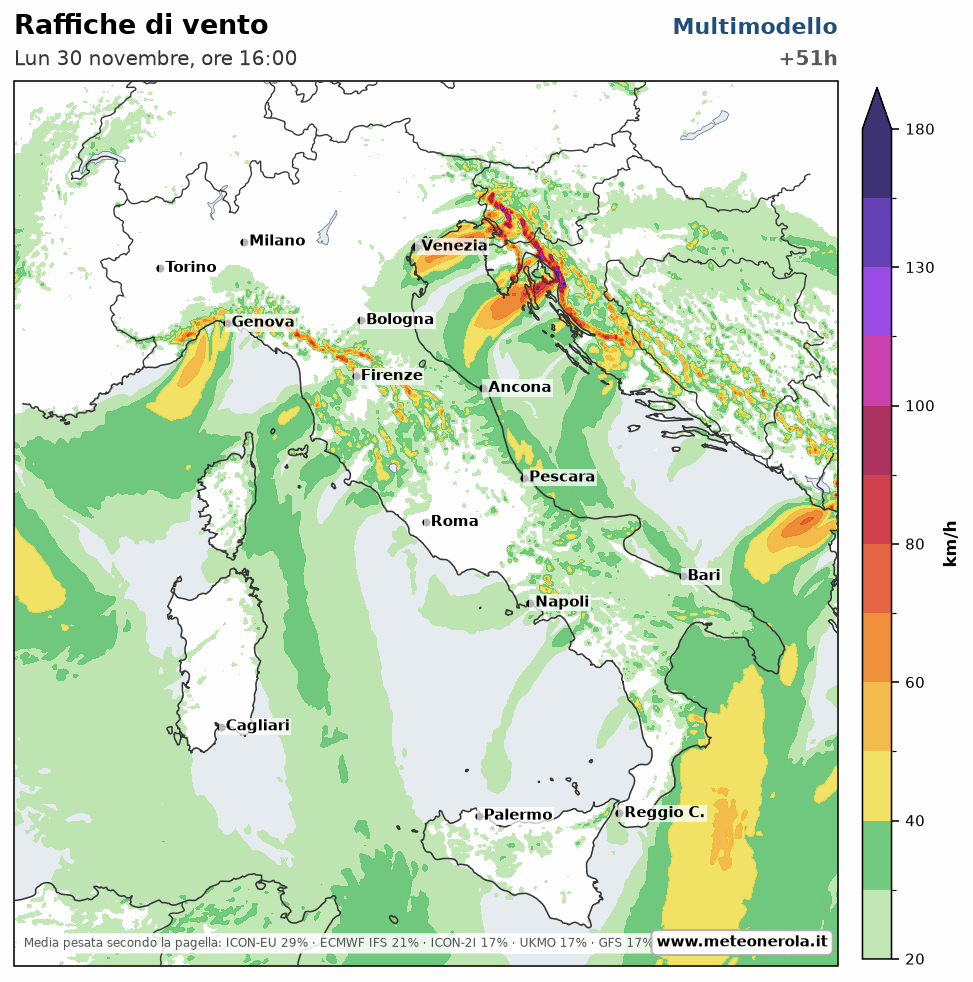 Raffiche di vento
Multimodello
Lun 30 novembre, ore 16:00
+51h
180
130
100
80
60
40
20
km/h
Milano
Torino
Venezia
Genova
Bologna
Firenze
Ancona
Pescara
Roma
Bari
Napoli
Cagliari
Palermo
Reggio C.
Media pesata secondo la pagella: ICON-EU 29% · ECMWF IFS 21% · ICON-2I 17% · UKMO 17% · GFS 17%
www.meteonerola.it